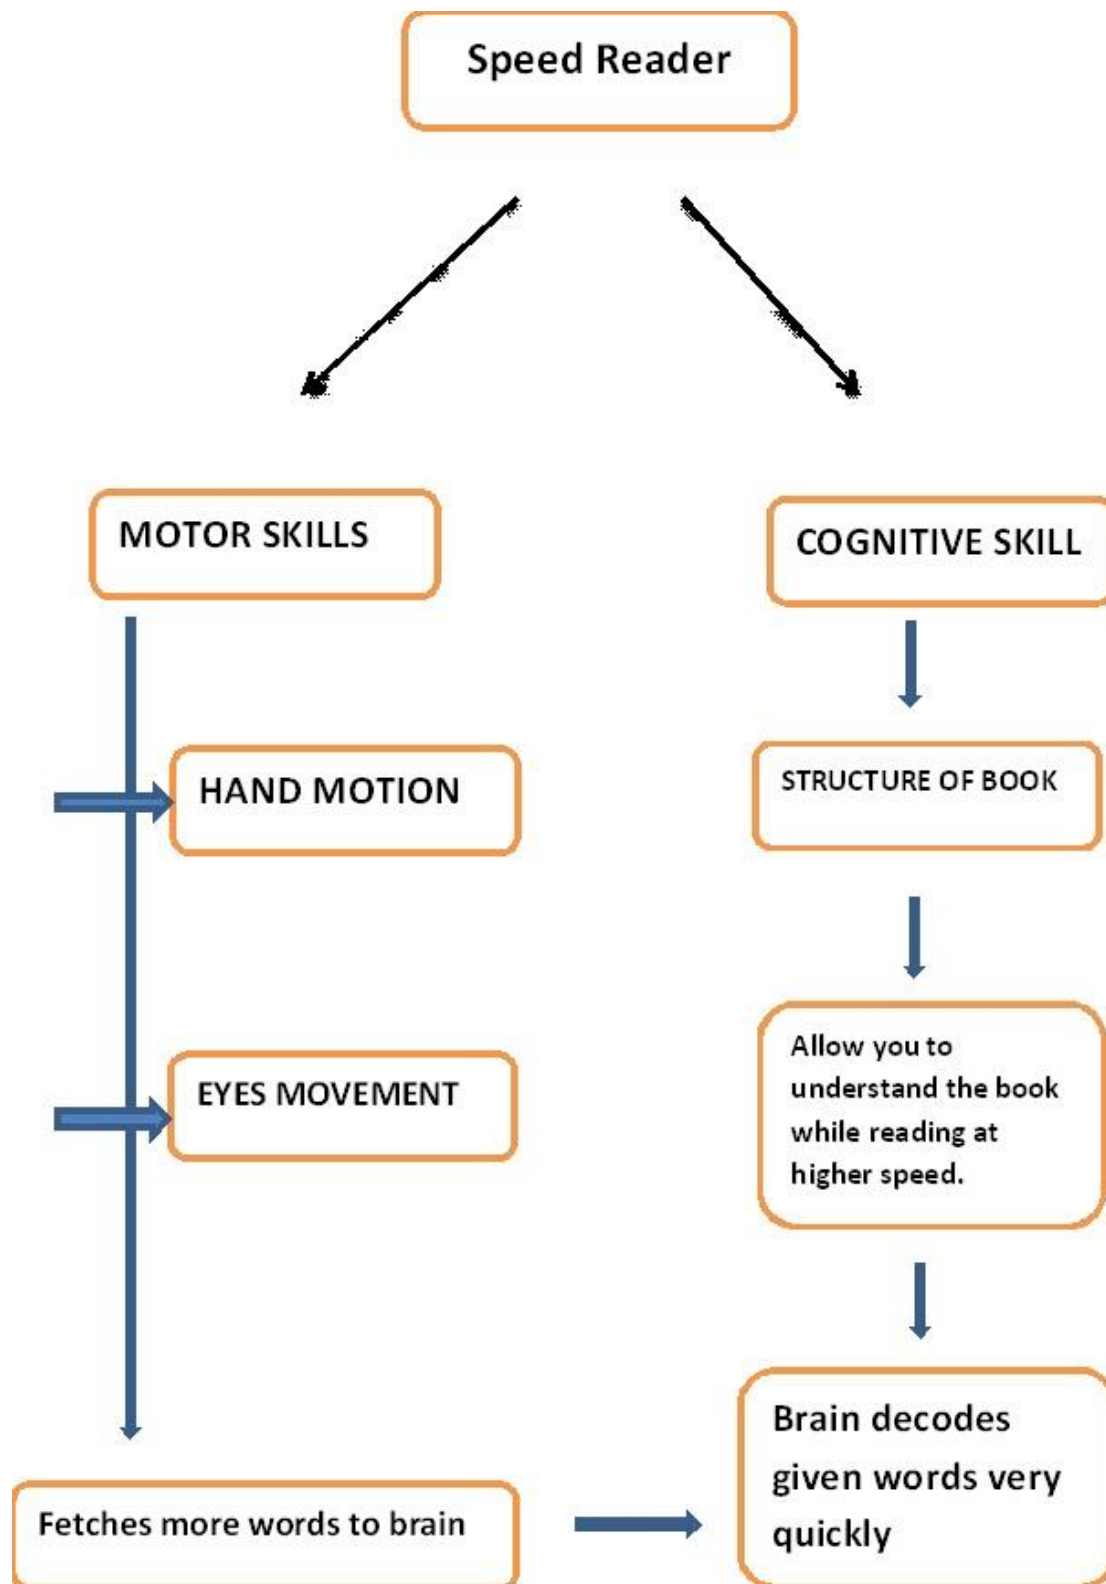 Speed Reader
MOTOR SKILLS
COGNITIVE SKILL
HAND MOTION
STRUCTURE OF BOOK
EYES MOVEMENT
Allow you to
understand the book
while reading at
higher speed.
Fetches more words to brain
Brain decodes
given words very
quickly